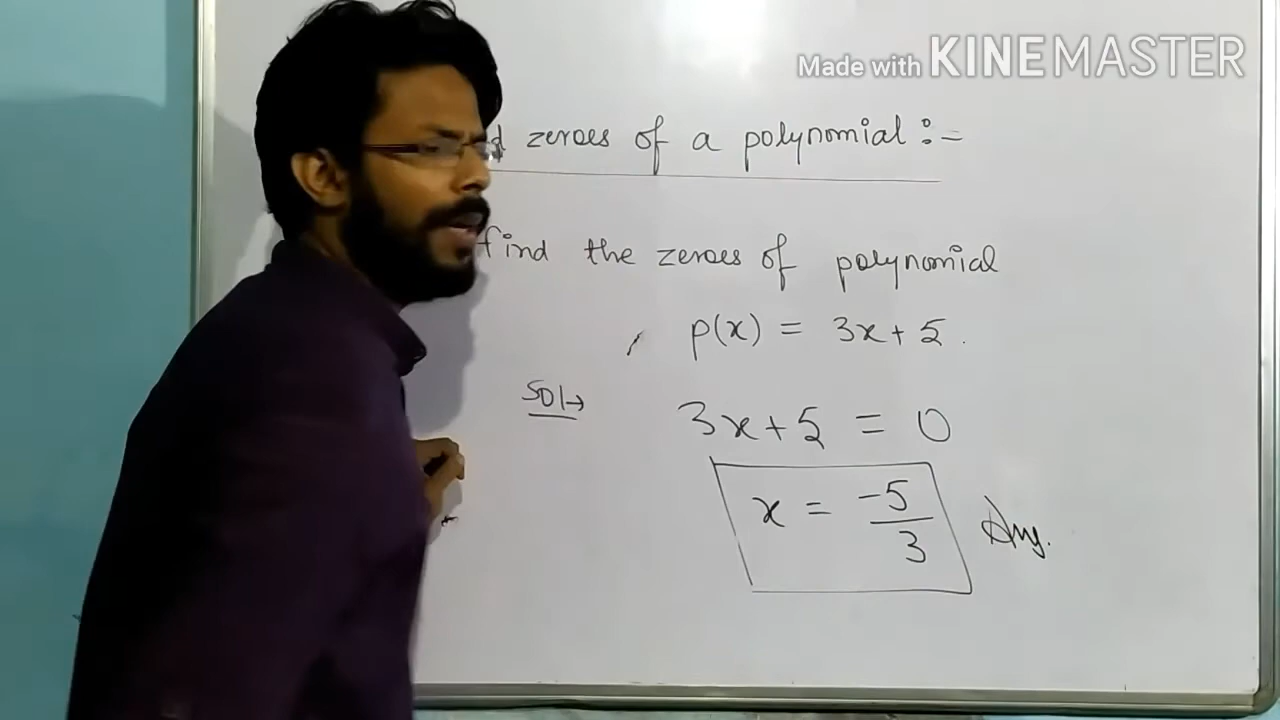 Made with KINEMASTER
zeroes of a polynomial :-
find the zeroes of polynomial
p(x) = 3x + 5.
Sol→
3x + 5 = 0
x = -5/3 Ans.